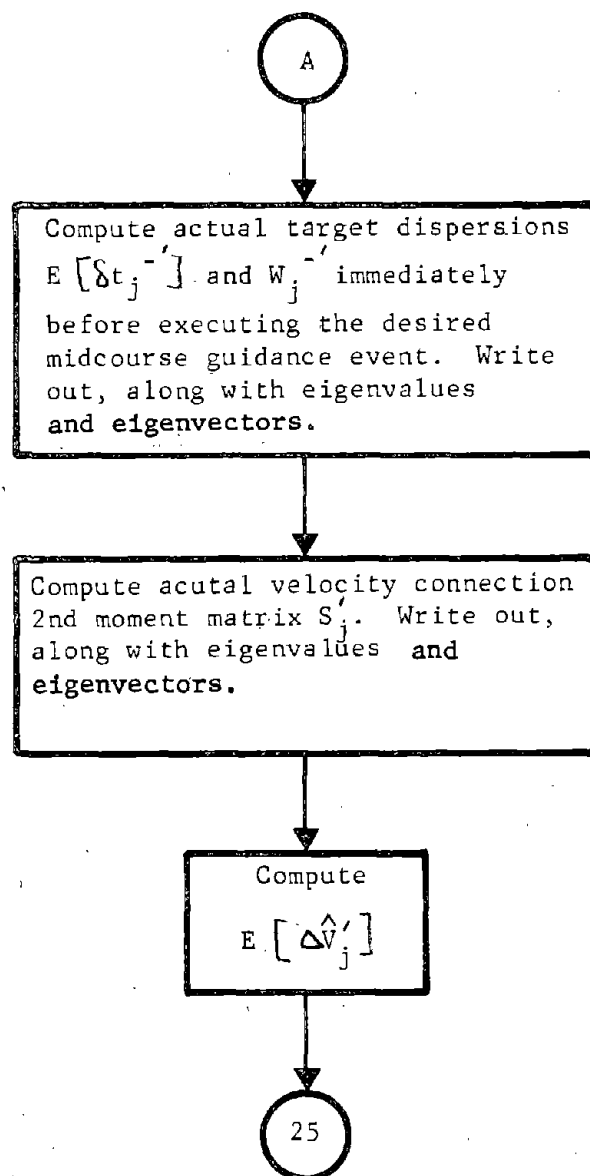 A
Compute actual target dispersions
E [δt_j^-'] and W_j^-' immediately
before executing the desired
midcourse guidance event. Write
out, along with eigenvalues
and eigenvectors.
Compute acutal velocity connection
2nd moment matrix S_j'. Write out,
along with eigenvalues and
eigenvectors.
Compute
E [ΔV̂_j']
25